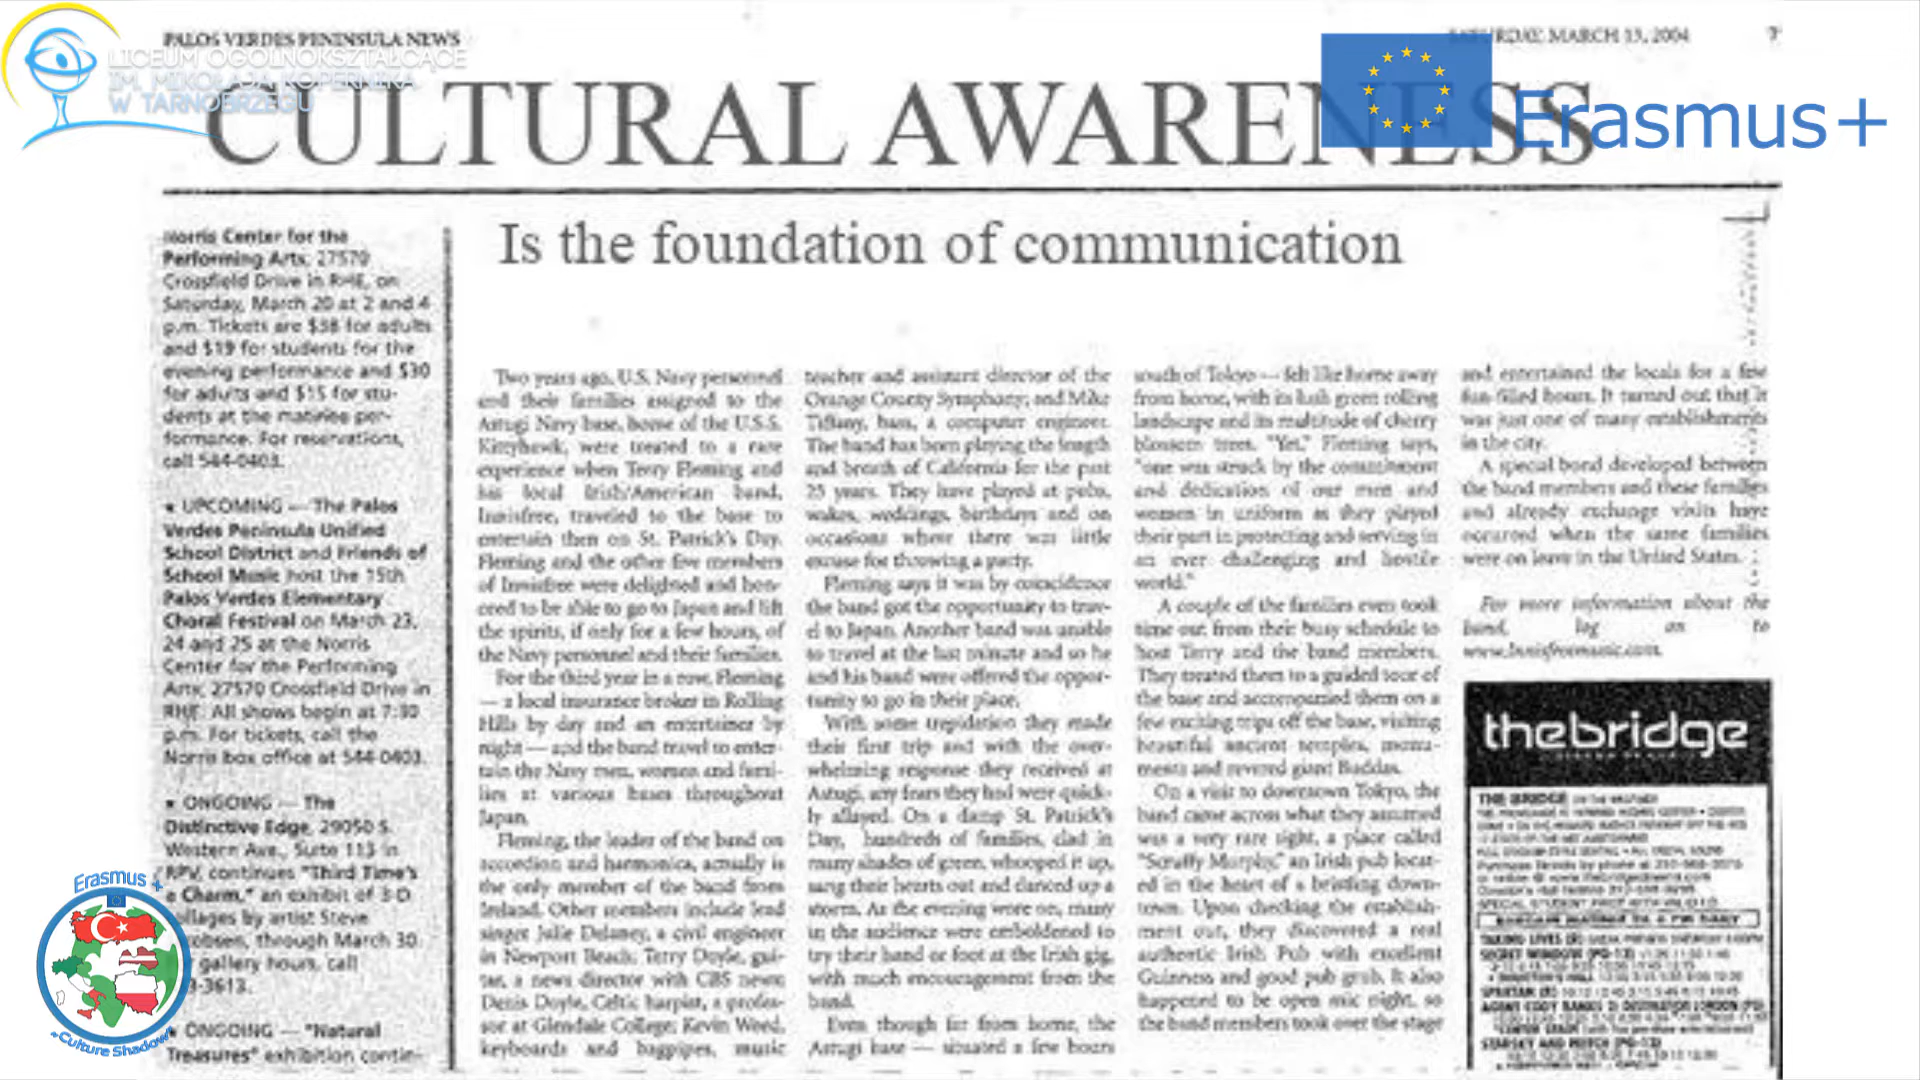 PALOS VERDES PENINSULA NEWS
SATURDAY, MARCH 13, 2004
7
LICEUM OGÓLNOKSZTAŁCĄCE
IM. MIKOŁAJA KOPERNIKA
W TARNOBRZEGU
Erasmus+
CULTURAL AWARENESS
Is the foundation of communication
Norris Center for the
Performing Arts, 27570
Crossfield Drive in RHE, on
Saturday, March 20 at 2 and 4
p.m. Tickets are $38 for adults
and $19 for students for the
evening performance and $30
for adults and $15 for stu-
dents at the matinee per-
formance. For reservations,
call 544-0403.
UPCOMING — The Palos
Verdes Peninsula Unified
School District and Friends of
School Music host the 15th
Palos Verdes Elementary
Choral Festival on March 23,
24 and 25 at the Norris
Center for the Performing
Arts, 27570 Crossfield Drive in
RHE. All shows begin at 7:30
p.m. For tickets, call the
Norris box office at 544-0403.
ONGOING — The
Distinctive Edge, 29050 S.
Western Ave., Suite 113 in
RPV, continues "Third Time's
a Charm," an exhibit of 3-D
ollages by artist Steve
obsen, through March 30.
gallery hours, call
3-3613.
ONGOING — "Natural
Treasures" exhibition contin-
Two years ago, U.S. Navy personnel
and their families assigned to the
Astugi Navy base, home of the U.S.S.
Kittyhawk, were treated to a rare
experience when Terry Fleming and
his local Irish/American band,
Innisfree, traveled to the base to
entertain then on St. Patrick's Day.
Fleming and the other five members
of Innisfree were delighted and hon-
ored to be able to go to Japan and lift
the spirits, if only for a few hours, of
the Navy personnel and their families.
For the third year in a row, Fleming
— a local insurance broker in Rolling
Hills by day and an entertainer by
night — and the band travel to enter-
tain the Navy men, women and fami-
lies at various bases throughout
Japan.
Fleming, the leader of the band on
accordion and harmonica, actually is
the only member of the band from
Ireland. Other members include lead
singer Julie Delaney, a civil engineer
in Newport Beach; Terry Doyle, gui-
tar, a news director with CBS news;
Denis Doyle, Celtic harpist, a profes-
sor at Glendale College; Kevin Weed,
keyboards and bagpipes, music
teacher and assistant director of the
Orange County Symphony; and Mike
Tiffany, bass, a computer engineer.
The band has been playing the length
and breath of California for the past
25 years. They have played at pubs,
wakes, weddings, birthdays and on
occasions where there was little
excuse for throwing a party.
Fleming says it was by coincidence
the band got the opportunity to trav-
el to Japan. Another band was unable
to travel at the last minute and so he
and his band were offered the oppor-
tunity to go in their place.
With some trepidation they made
their first trip and with the over-
whelming response they received at
Astugi, any fears they had were quick-
ly allayed. On a damp St. Patrick's
Day, hundreds of families, clad in
many shades of green, whooped it up,
sang their hearts out and danced up a
storm. As the evening wore on, many
in the audience were emboldened to
try their hand or foot at the Irish gig,
with much encouragement from the
band.
Even though far from home, the
Astugi base — situated a few hours
south of Tokyo — felt like home away
from home, with its lush green rolling
landscape and its multitude of cherry
blossom trees. "Yet," Fleming says,
"one was struck by the commitment
and dedication of our men and
women in uniform as they played
their part in protecting and serving in
an ever challenging and hostile
world."
A couple of the families even took
time out from their busy schedule to
host Terry and the band members.
They treated them to a guided tour of
the base and accompanied them on a
few exciting trips off the base, visiting
beautiful ancient temples, monu-
ments and revered giant Buddas.
On a visit to downtown Tokyo, the
band came across what they assumed
was a very rare sight, a place called
"Scruffy Murphy," an Irish pub locat-
ed in the heart of a bristling down-
town. Upon checking the establish-
ment out, they discovered a real
authentic Irish Pub with excellent
Guinness and good pub grub. It also
happened to be open mic night, so
the band members took over the stage
and entertained the locals for a few
fun-filled hours. It turned out that it
was just one of many establishments
in the city.
A special bond developed between
the band members and these families
and already exchange visits have
occurred when the same families
were on leave in the United States.
For more information about the
band, log on to
www.innisfreemusic.com.
thebridge
THE BRIDGE
TAKING LIVES (R)
SECRET WINDOW (PG-13)
SPARTAN (R)
AGENT CODY BANKS 2: DESTINATION LONDON (PG)
STARSKY AND HUTCH (PG-13)
Erasmus +
"Culture Shadow